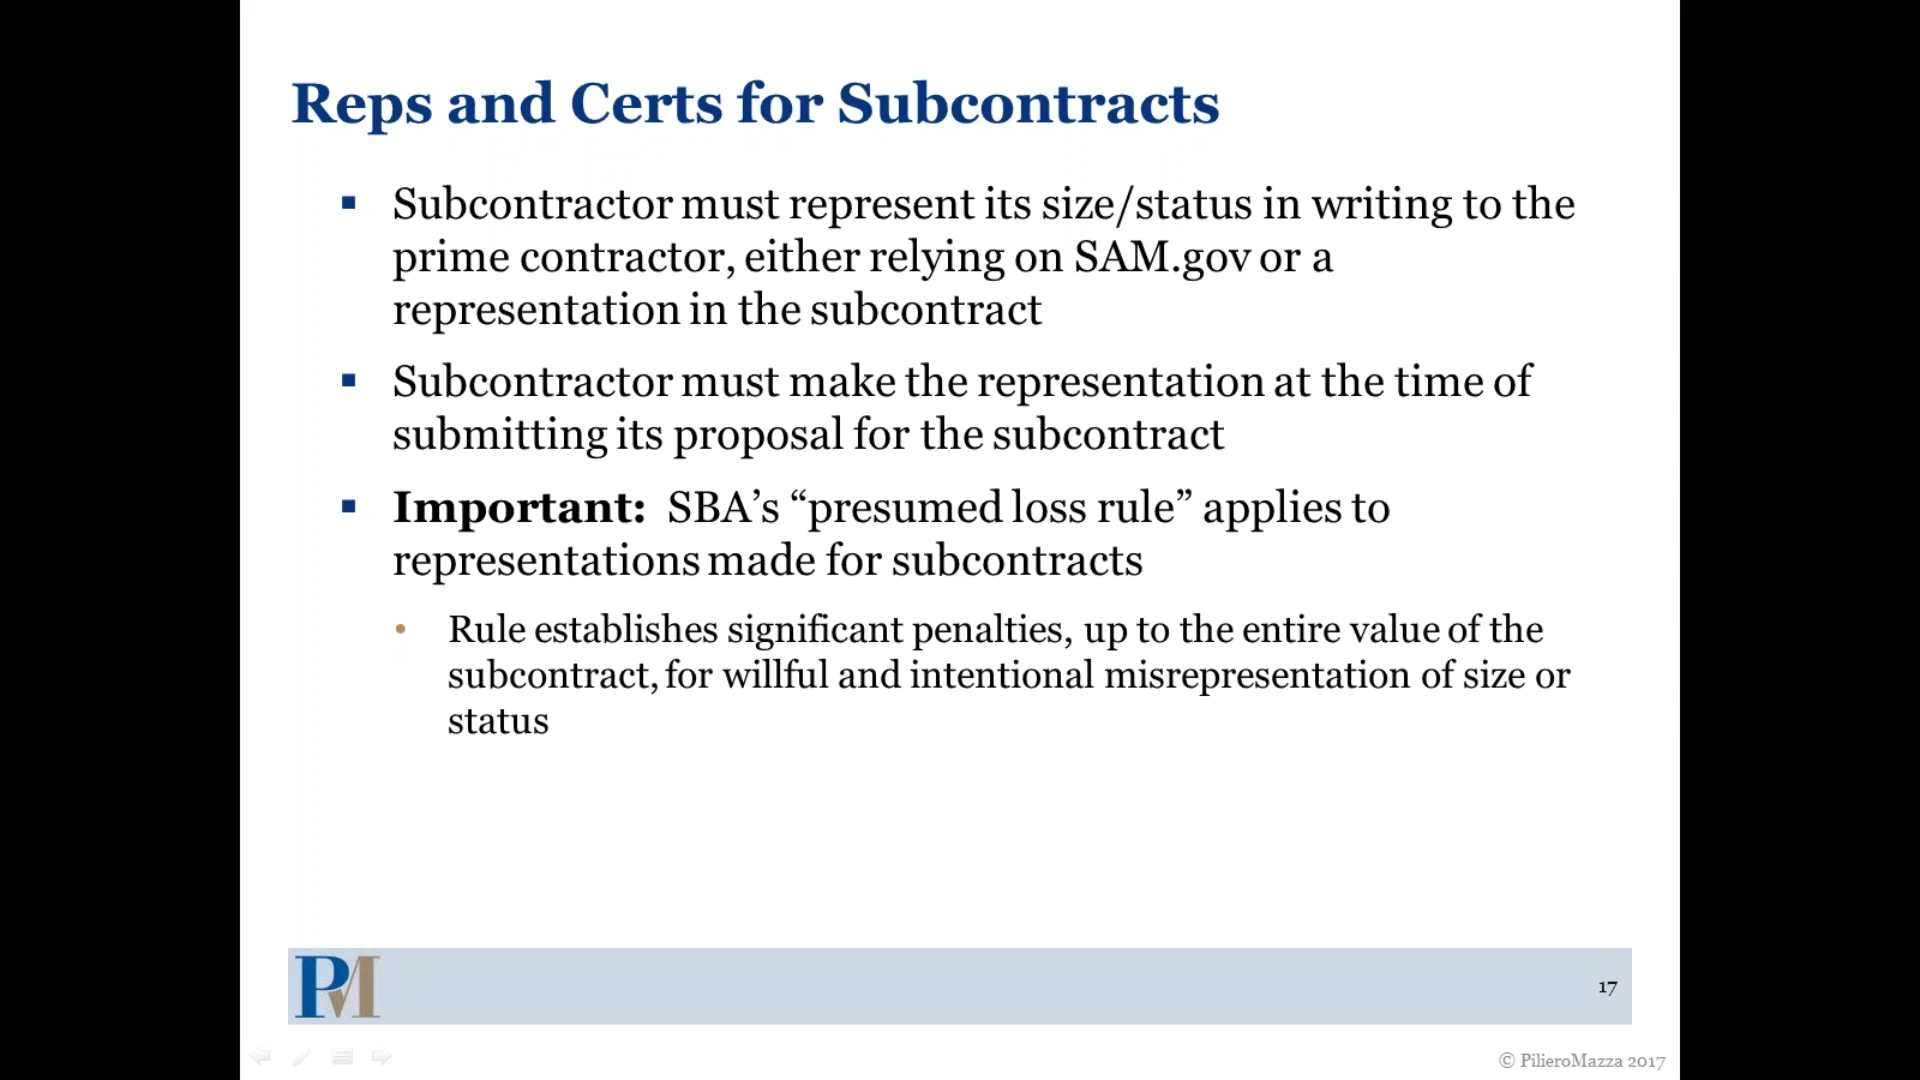 Reps and Certs for Subcontracts
▪ Subcontractor must represent its size/status in writing to the
prime contractor, either relying on SAM.gov or a
representation in the subcontract
▪ Subcontractor must make the representation at the time of
submitting its proposal for the subcontract
▪ Important: SBA’s “presumed loss rule” applies to
representations made for subcontracts
• Rule establishes significant penalties, up to the entire value of the
subcontract, for willful and intentional misrepresentation of size or
status
PM
17
© PilieroMazza 2017